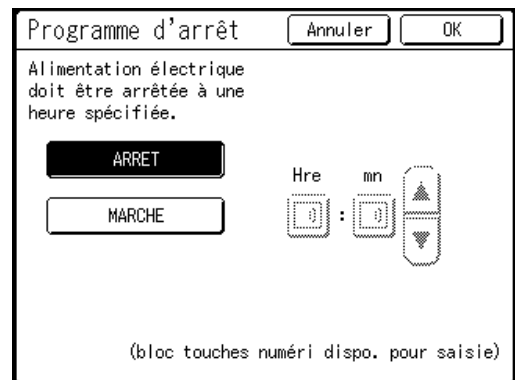 Programme d'arrêt
Annuler
OK
Alimentation électrique
doit être arrêtée à une
heure spécifiée.
ARRET
MARCHE
Hre mn
0 : 0
(bloc touches numéri dispo. pour saisie)